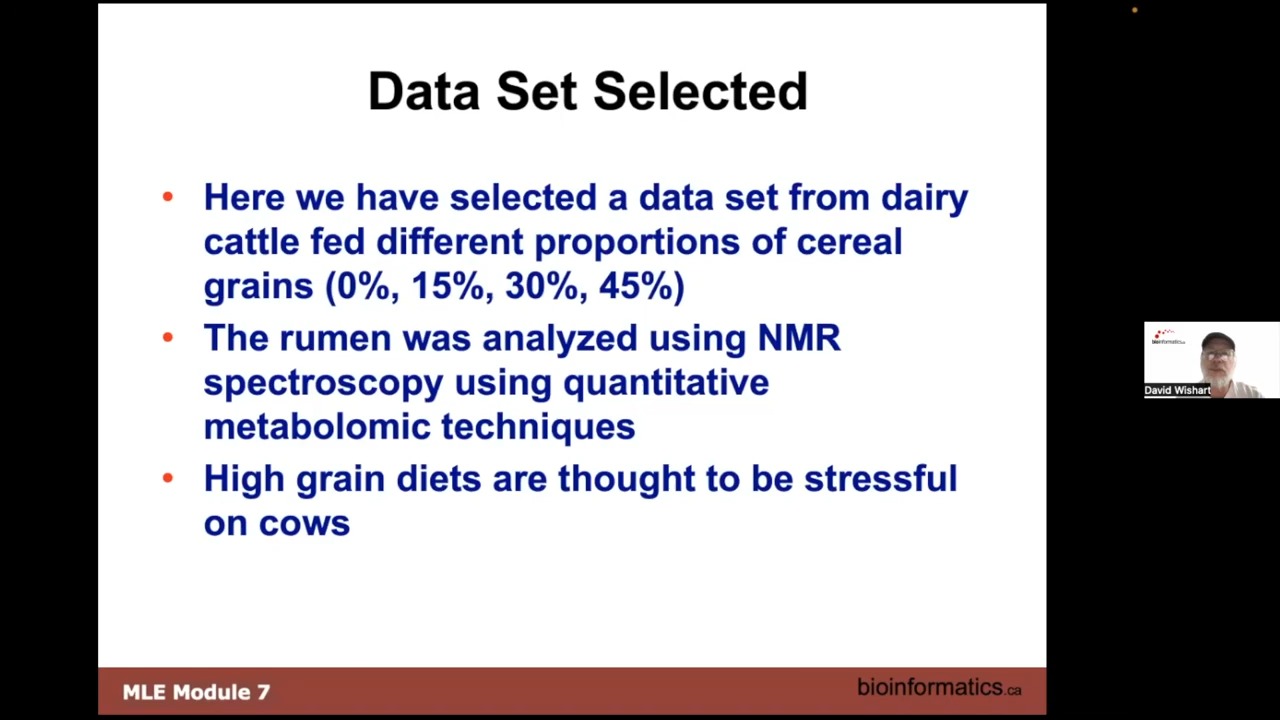 Data Set Selected
• Here we have selected a data set from dairy
cattle fed different proportions of cereal
grains (0%, 15%, 30%, 45%)
• The rumen was analyzed using NMR
spectroscopy using quantitative
metabolomic techniques
• High grain diets are thought to be stressful
on cows
bioinformatics.ca
David Wishart
MLE Module 7
bioinformatics.ca